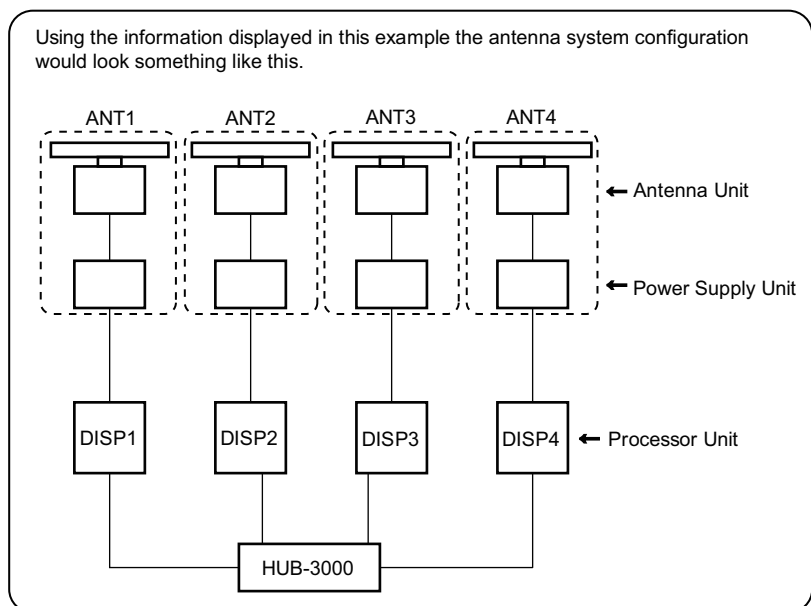 Using the information displayed in this example the antenna system configuration
would look something like this.
ANT1 ANT2 ANT3 ANT4
Antenna Unit
Power Supply Unit
DISP1 DISP2 DISP3 DISP4
Processor Unit
HUB-3000